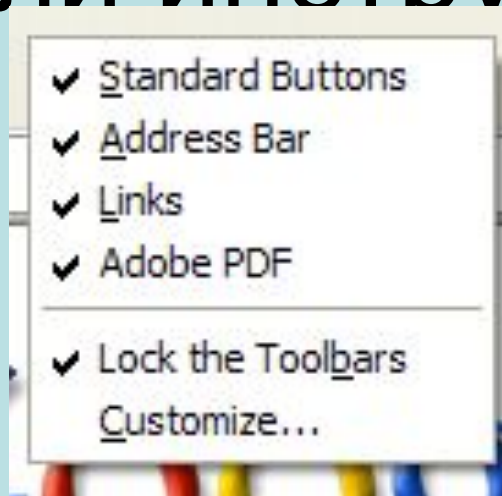 Standard Buttons
Address Bar
Links
Adobe PDF
Lock the Toolbars
Customize...